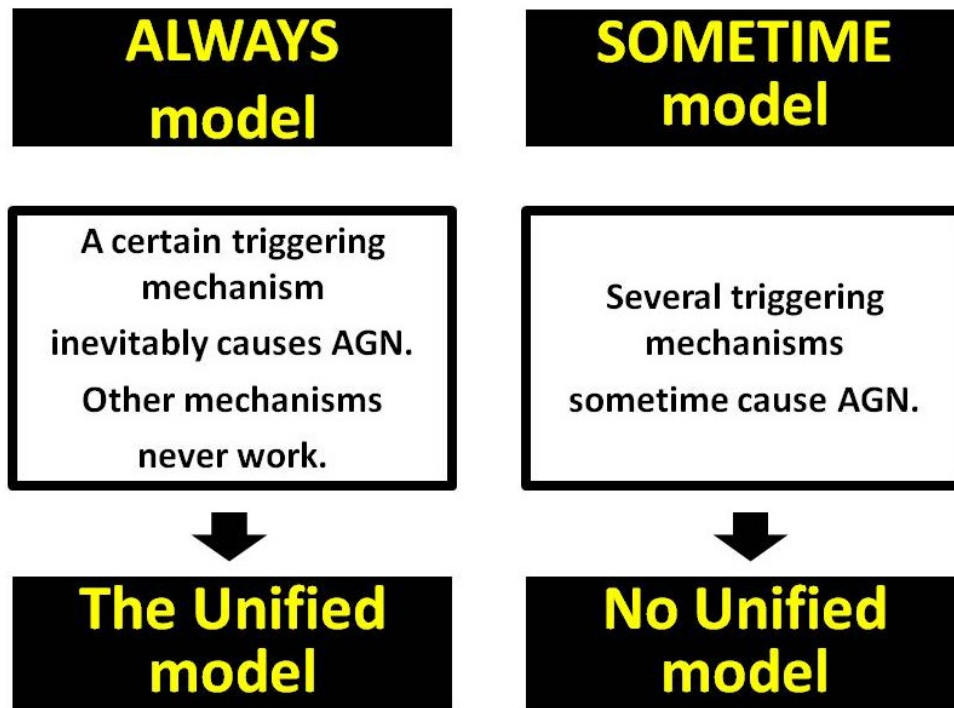 ALWAYS
model
A certain triggering
mechanism
inevitably causes AGN.
Other mechanisms
never work.
The Unified
model
SOMETIME
model
Several triggering
mechanisms
sometime cause AGN.
No Unified
model